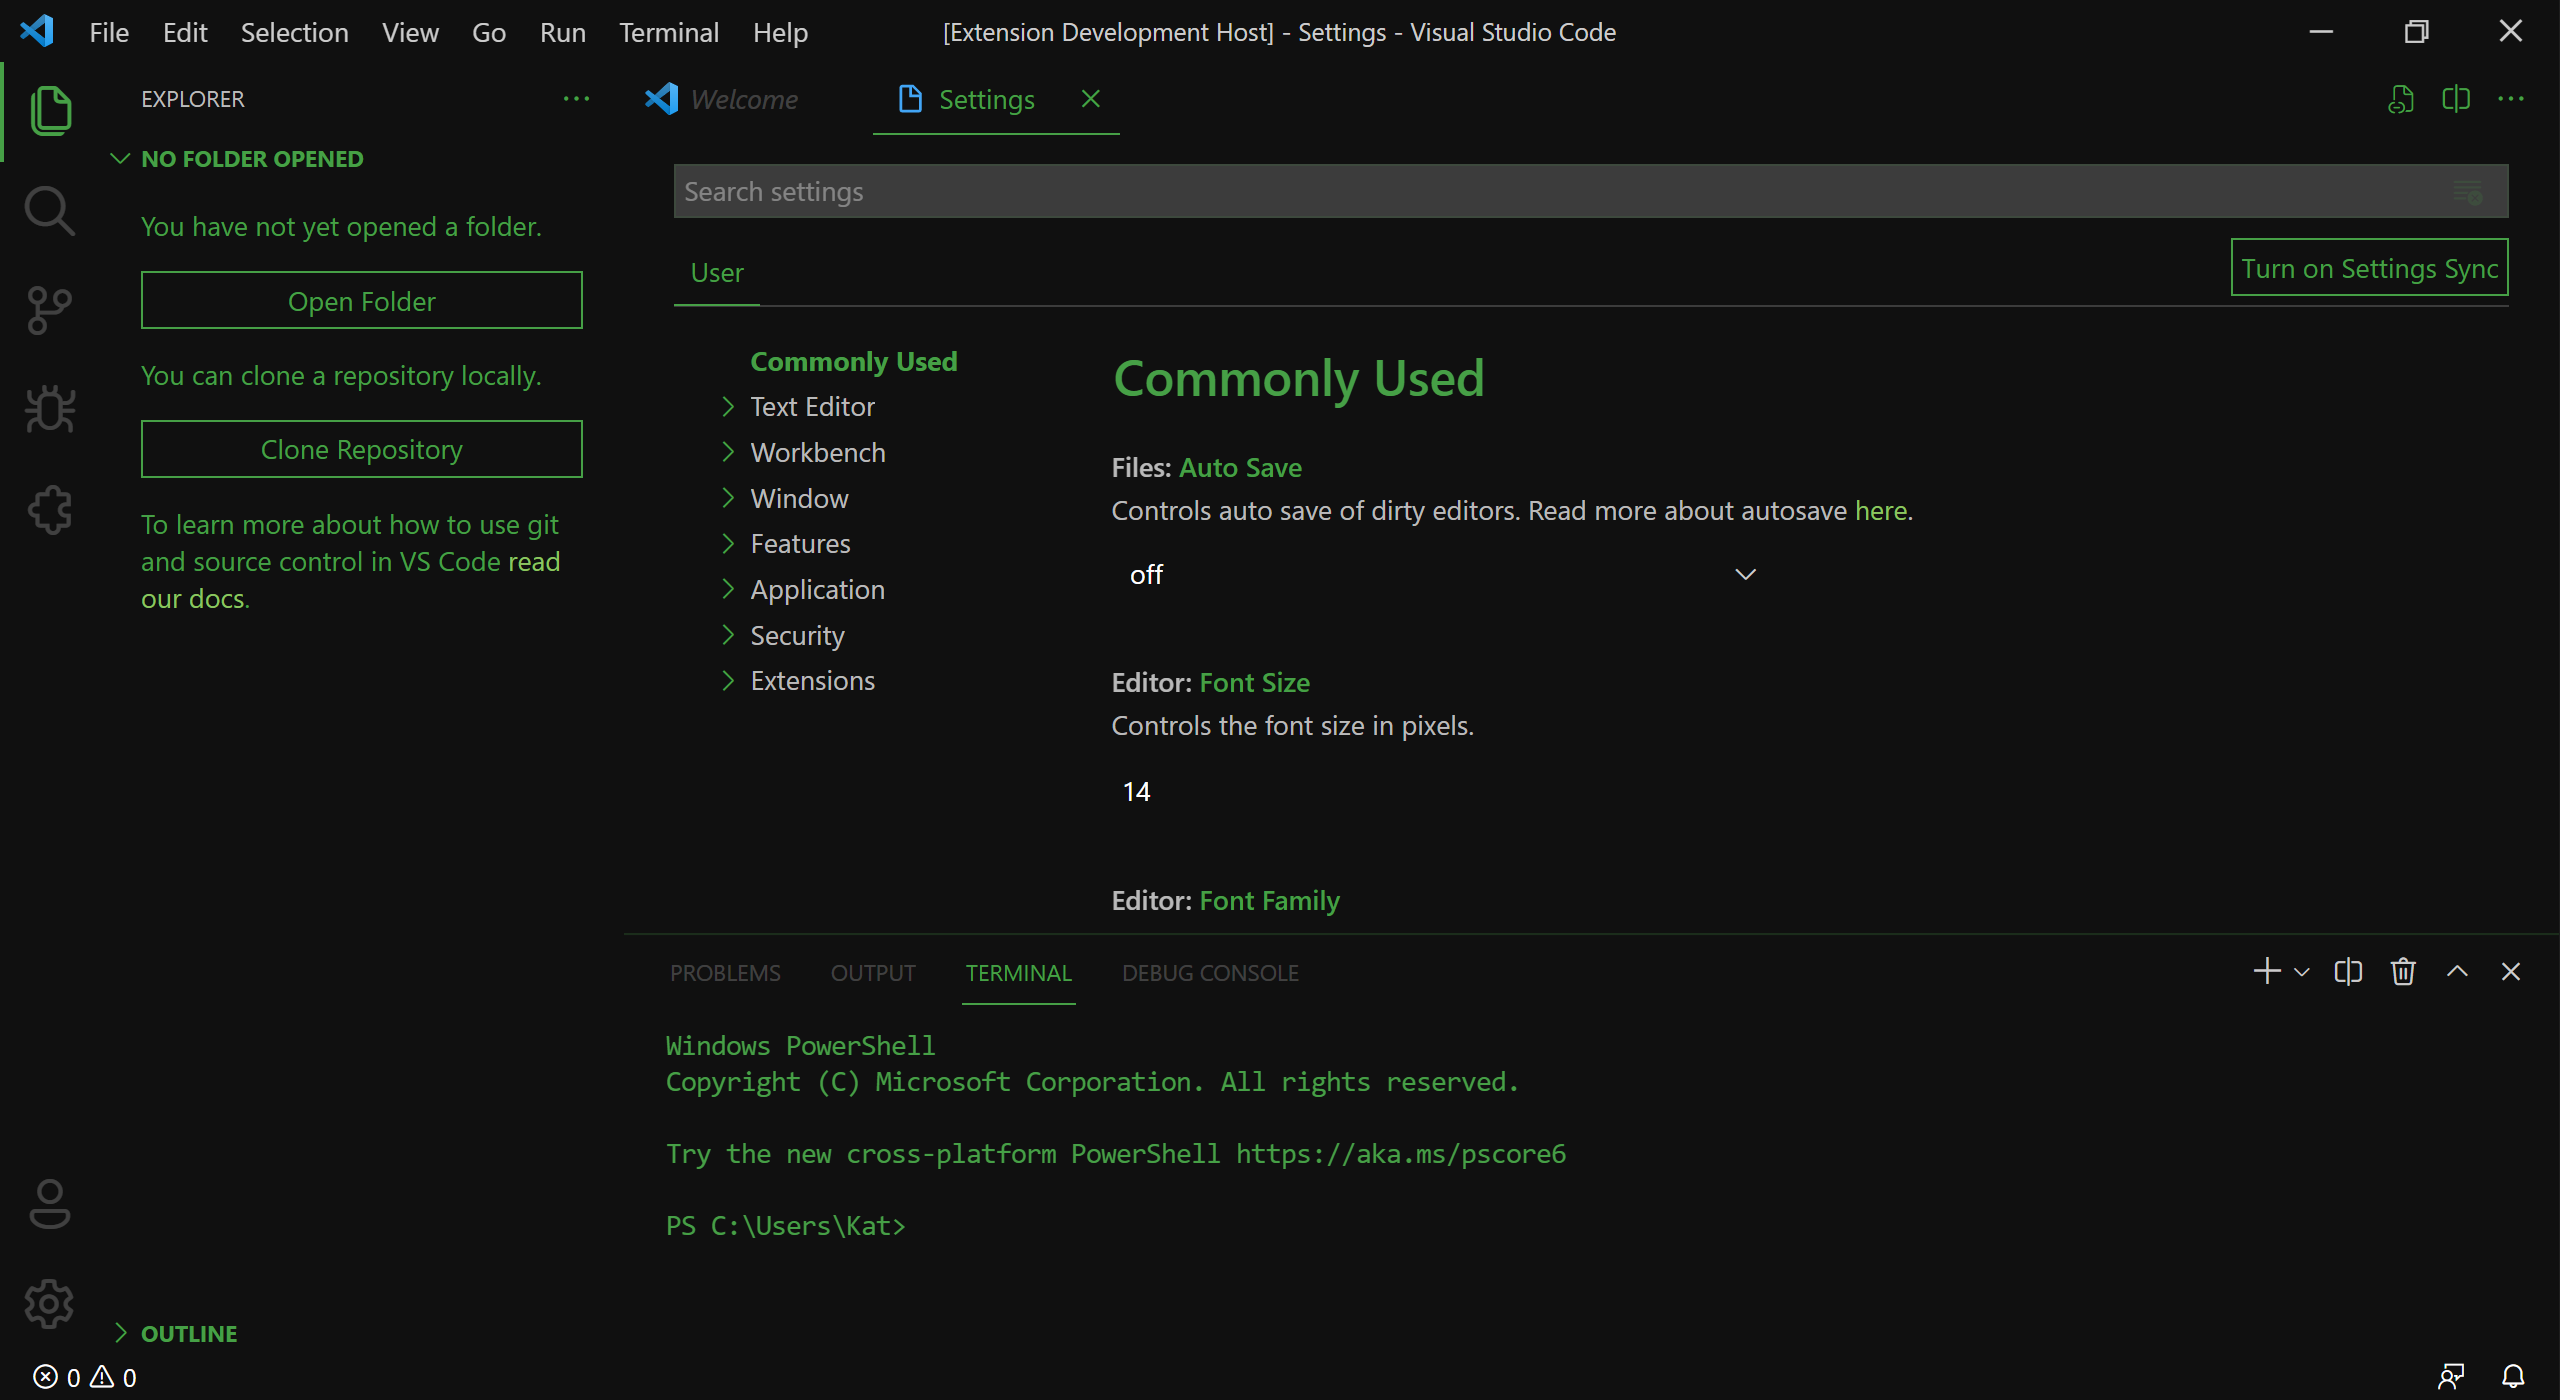 File Edit Selection View Go Run Terminal Help
[Extension Development Host] - Settings - Visual Studio Code
EXPLORER
NO FOLDER OPENED
You have not yet opened a folder.
Open Folder
You can clone a repository locally.
Clone Repository
To learn more about how to use git
and source control in VS Code read
our docs.
OUTLINE
Welcome
Settings
Search settings
User
Turn on Settings Sync
Commonly Used
Text Editor
Workbench
Window
Features
Application
Security
Extensions
Commonly Used
Files: Auto Save
Controls auto save of dirty editors. Read more about autosave here.
off
Editor: Font Size
Controls the font size in pixels.
14
Editor: Font Family
PROBLEMS OUTPUT TERMINAL DEBUG CONSOLE
Windows PowerShell
Copyright (C) Microsoft Corporation. All rights reserved.
Try the new cross-platform PowerShell https://aka.ms/pscore6
PS C:\Users\Kat>
0 0